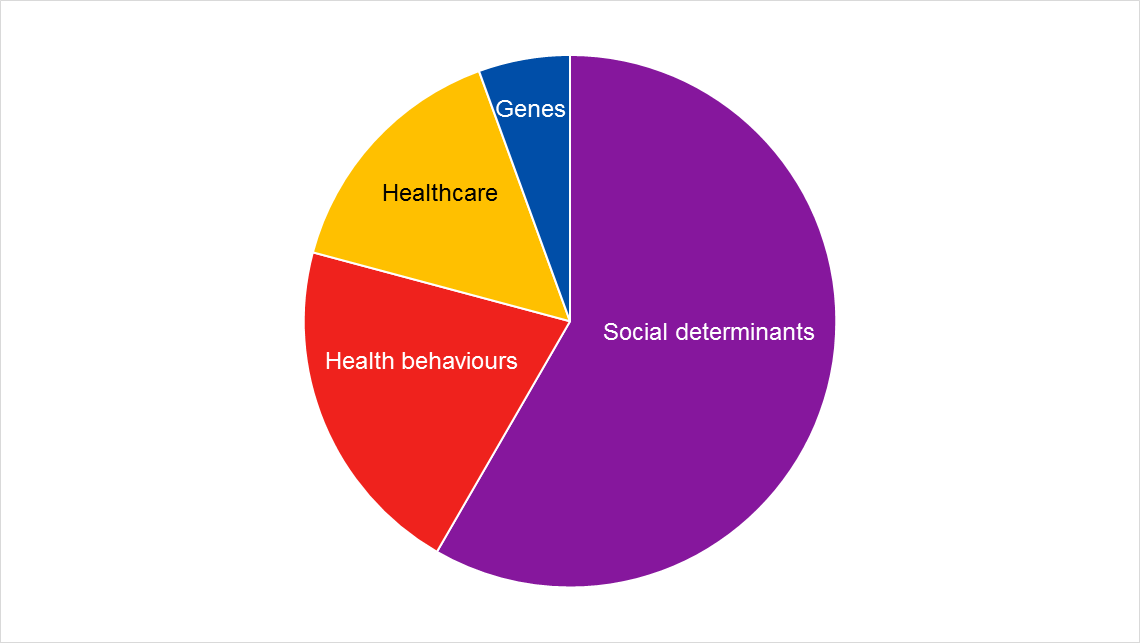 Genes
Healthcare
Social determinants
Health behaviours